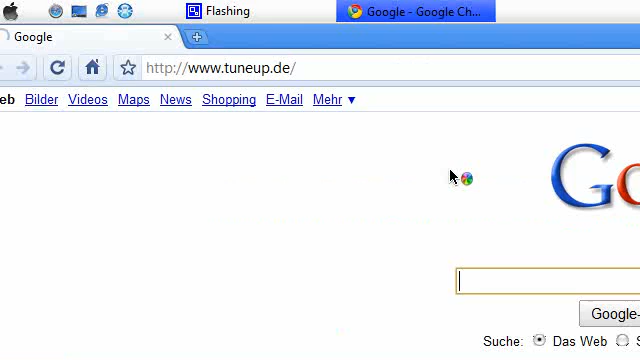 Flashing
Google - Google Ch...
Google
http://www.tuneup.de/
eb Bilder Videos Maps News Shopping E-Mail Mehr ▼
Go
Google-
Suche: Das Web S